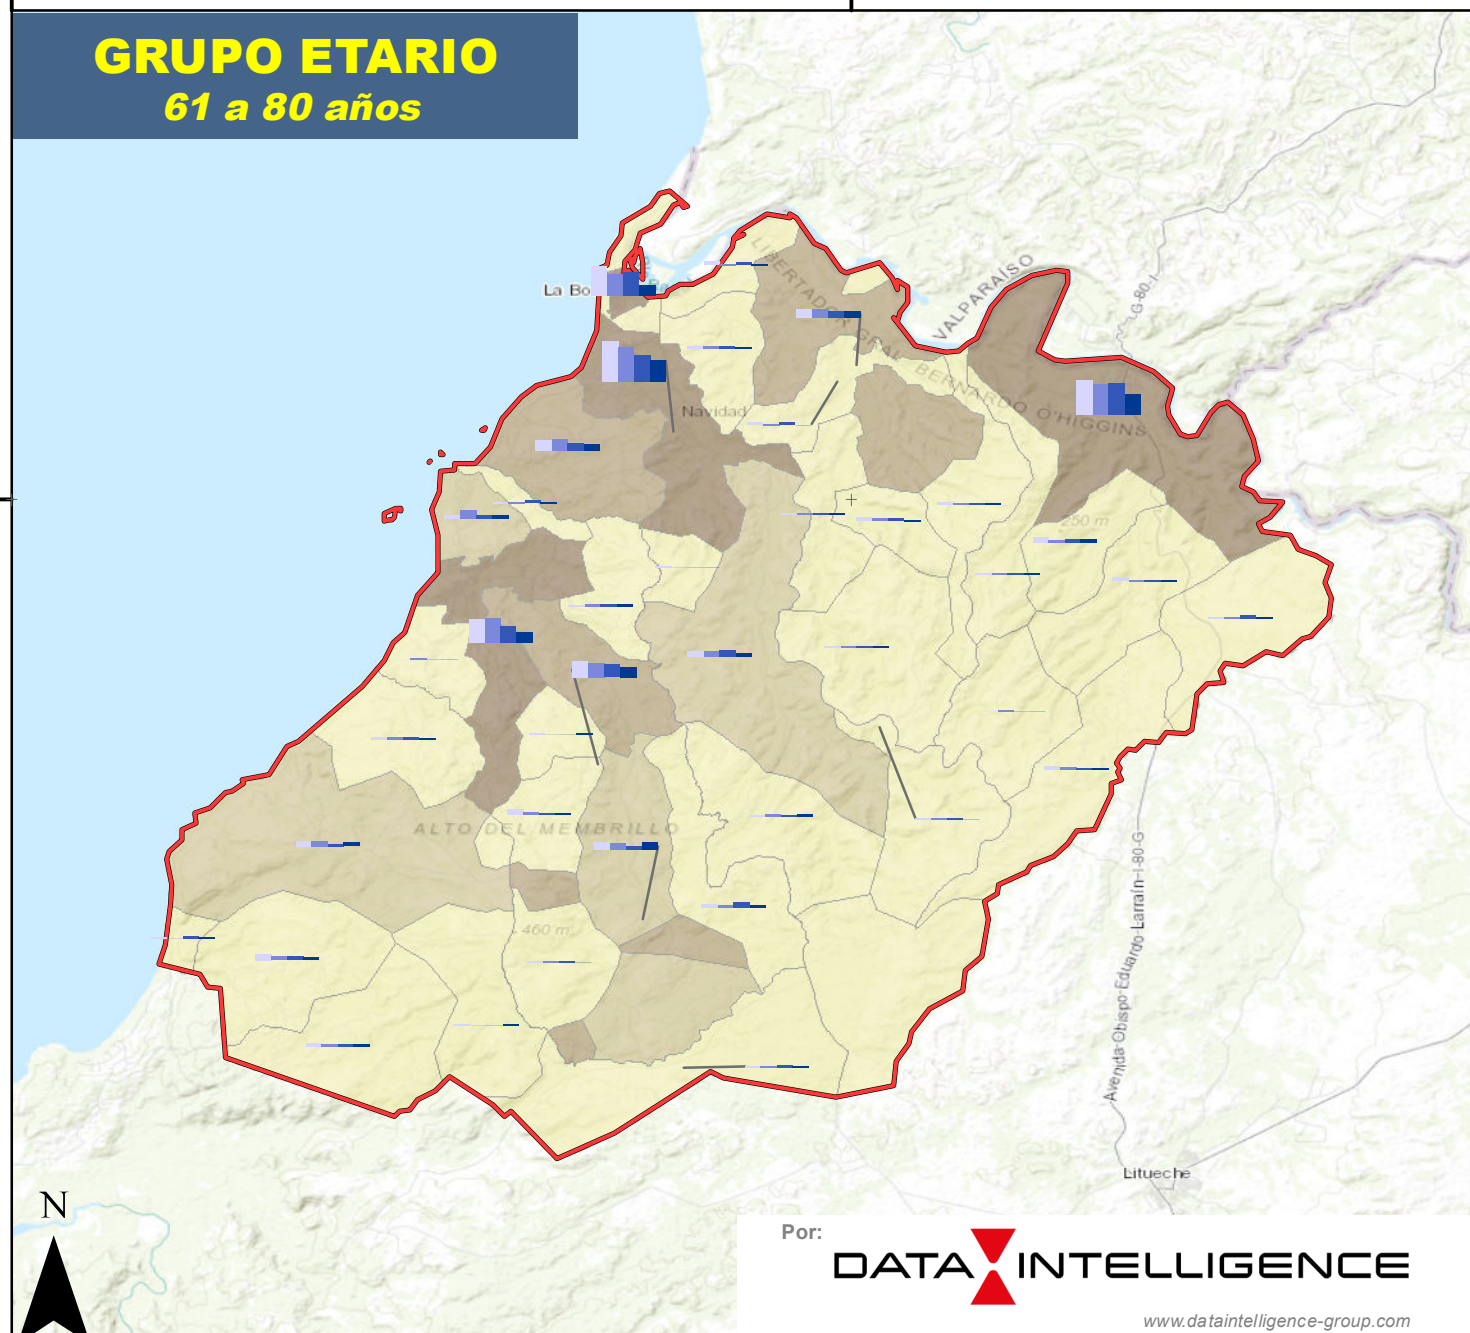 GRUPO ETARIO
61 a 80 años
LIBERTADOR GRAL BERNARDO O'HIGGINS
VALPARAÍSO
G-80-I
La Bo
Navidad
250 m
ALTO DEL MEMBRILLO
460 m
Avenida Obispo Eduardo Larraín-I-80-G
Litueche
N
Por:
DATA INTELLIGENCE
www.dataintelligence-group.com